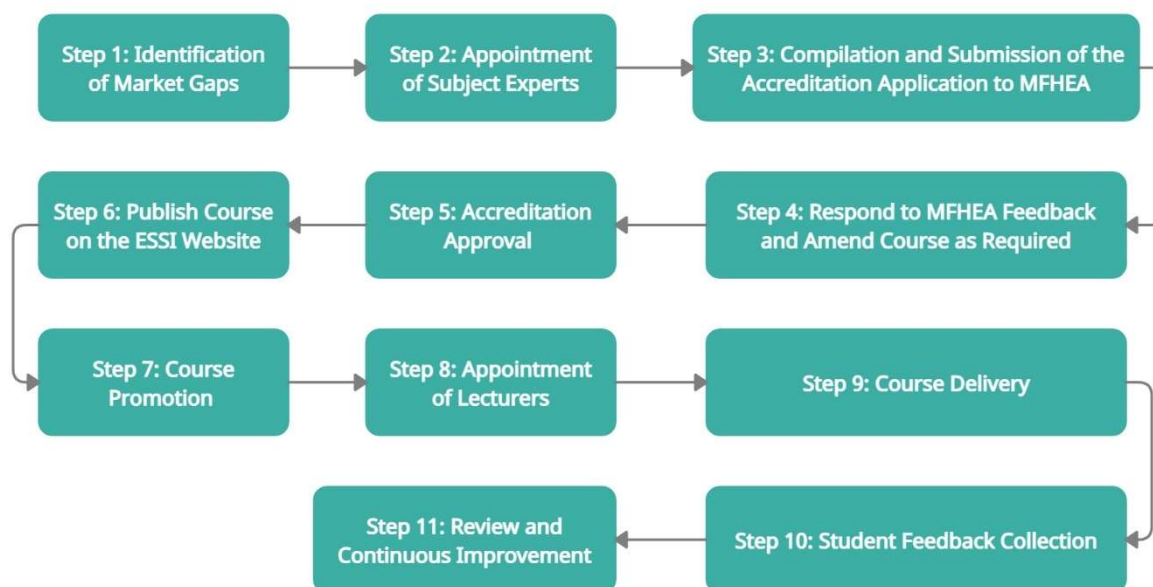 Step 1: Identification
of Market Gaps
Step 2: Appointment
of Subject Experts
Step 3: Compilation and Submission of the
Accreditation Application to MFHEA
Step 4: Respond to MFHEA Feedback
and Amend Course as Required
Step 5: Accreditation
Approval
Step 6: Publish Course
on the ESSI Website
Step 7: Course
Promotion
Step 8: Appointment
of Lecturers
Step 9: Course Delivery
Step 10: Student Feedback Collection
Step 11: Review and
Continuous Improvement